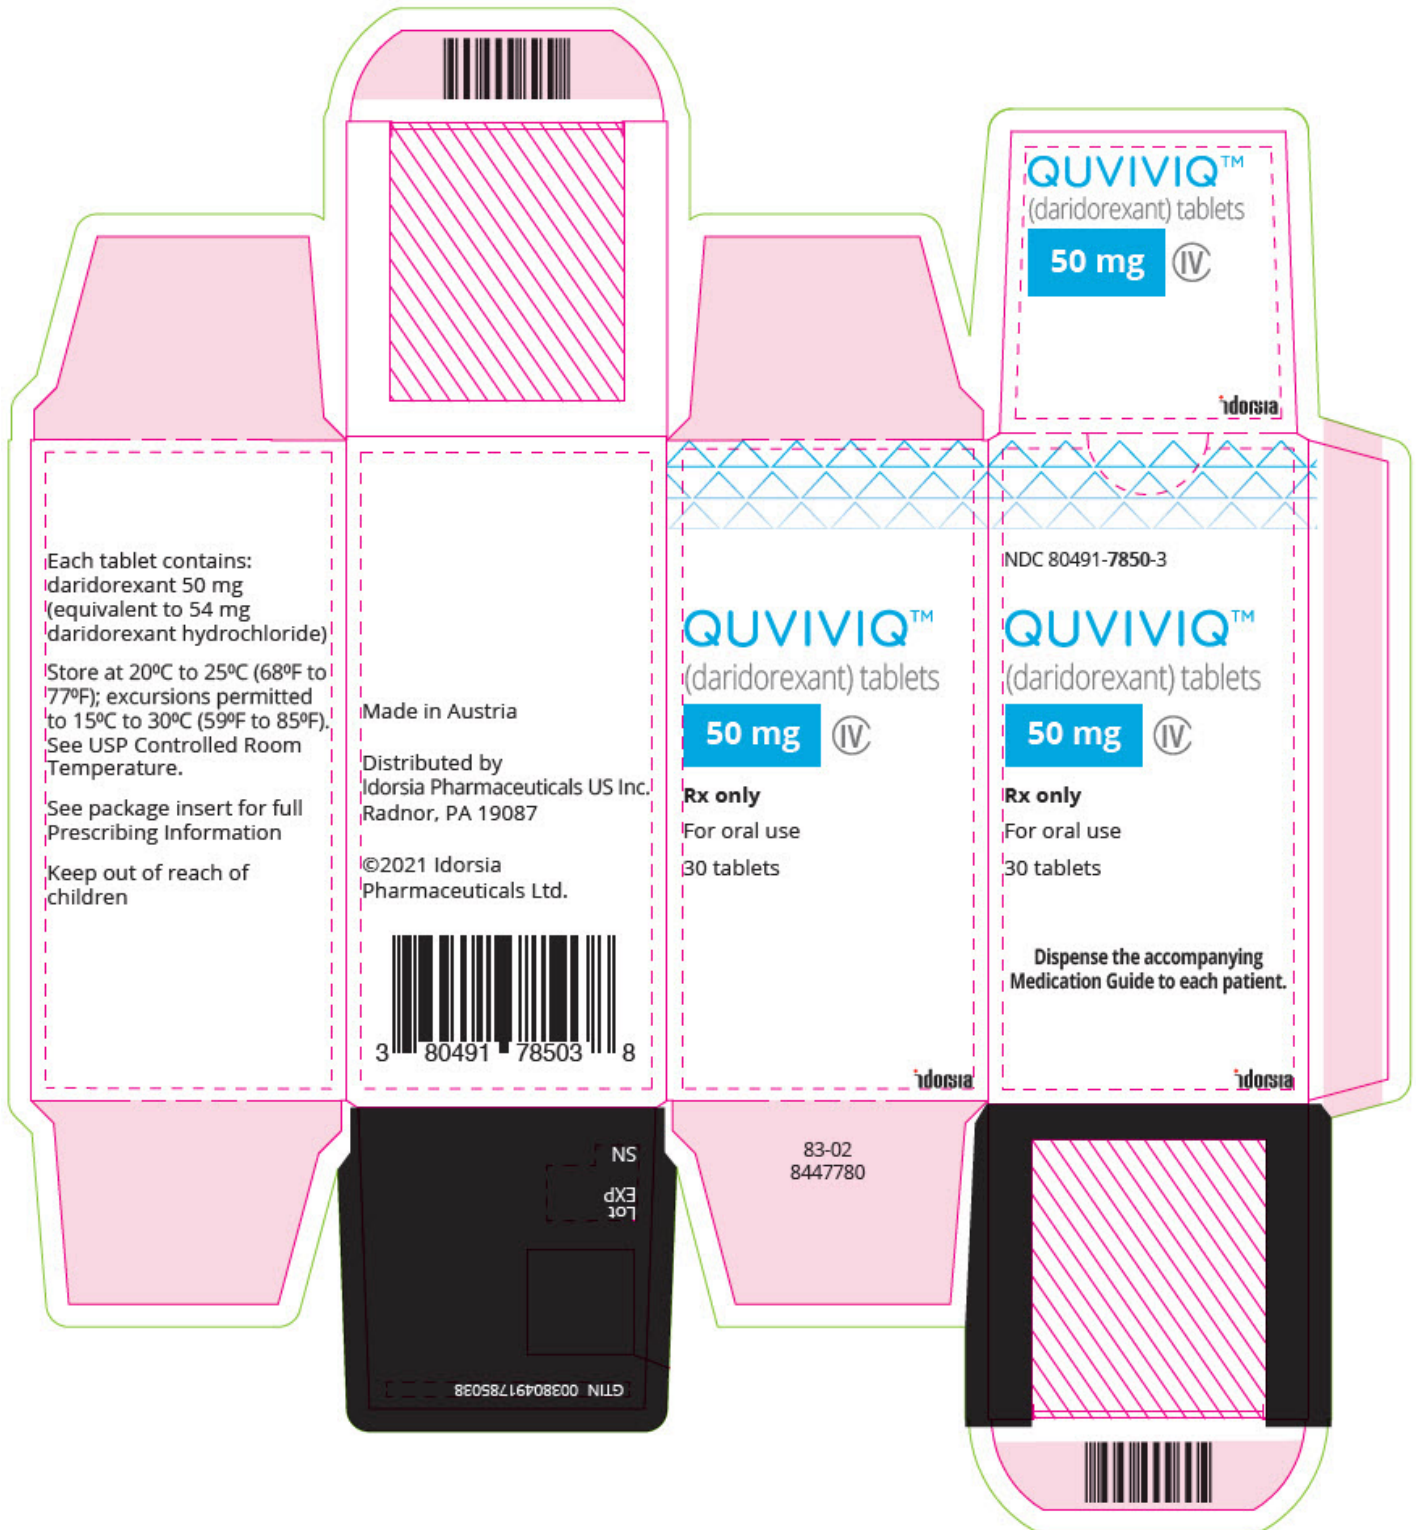 QUVIVIQ™
(daridorexant) tablets
50 mg CIV
idorsia
Each tablet contains:
daridorexant 50 mg
(equivalent to 54 mg
daridorexant hydrochloride)
Store at 20ºC to 25ºC (68ºF to
77ºF); excursions permitted
to 15ºC to 30ºC (59ºF to 85ºF).
See USP Controlled Room
Temperature.
See package insert for full
Prescribing Information
Keep out of reach of
children
Made in Austria
Distributed by
Idorsia Pharmaceuticals US Inc.
Radnor, PA 19087
©2021 Idorsia
Pharmaceuticals Ltd.
3 80491 78503 8
QUVIVIQ™
(daridorexant) tablets
50 mg CIV
Rx only
For oral use
30 tablets
idorsia
NDC 80491-7850-3
QUVIVIQ™
(daridorexant) tablets
50 mg CIV
Rx only
For oral use
30 tablets
Dispense the accompanying
Medication Guide to each patient.
idorsia
SN
EXP
Lot
GTIN 00380491785038
83-02
8447780